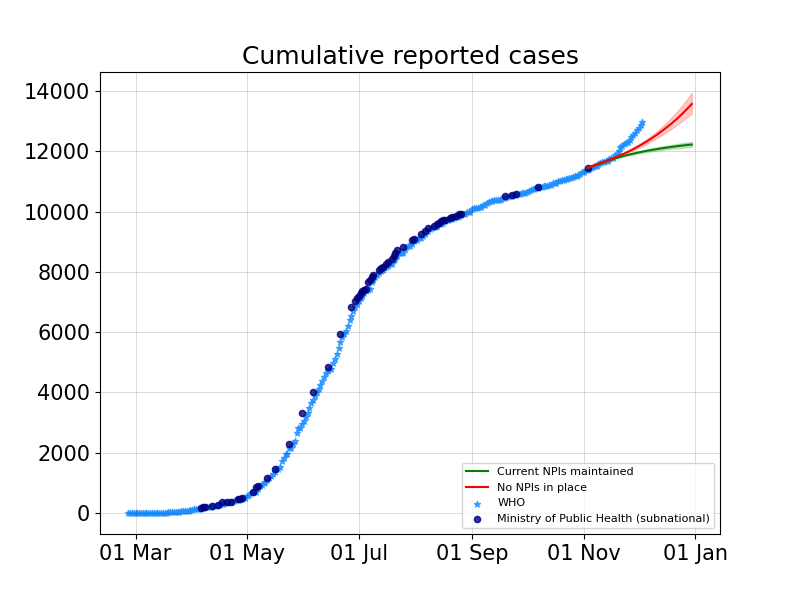 Cumulative reported cases
14000
12000
10000
8000
6000
4000
2000
0
01 Mar
01 May
01 Jul
01 Sep
01 Nov
01 Jan
Current NPIs maintained
No NPIs in place
WHO
Ministry of Public Health (subnational)